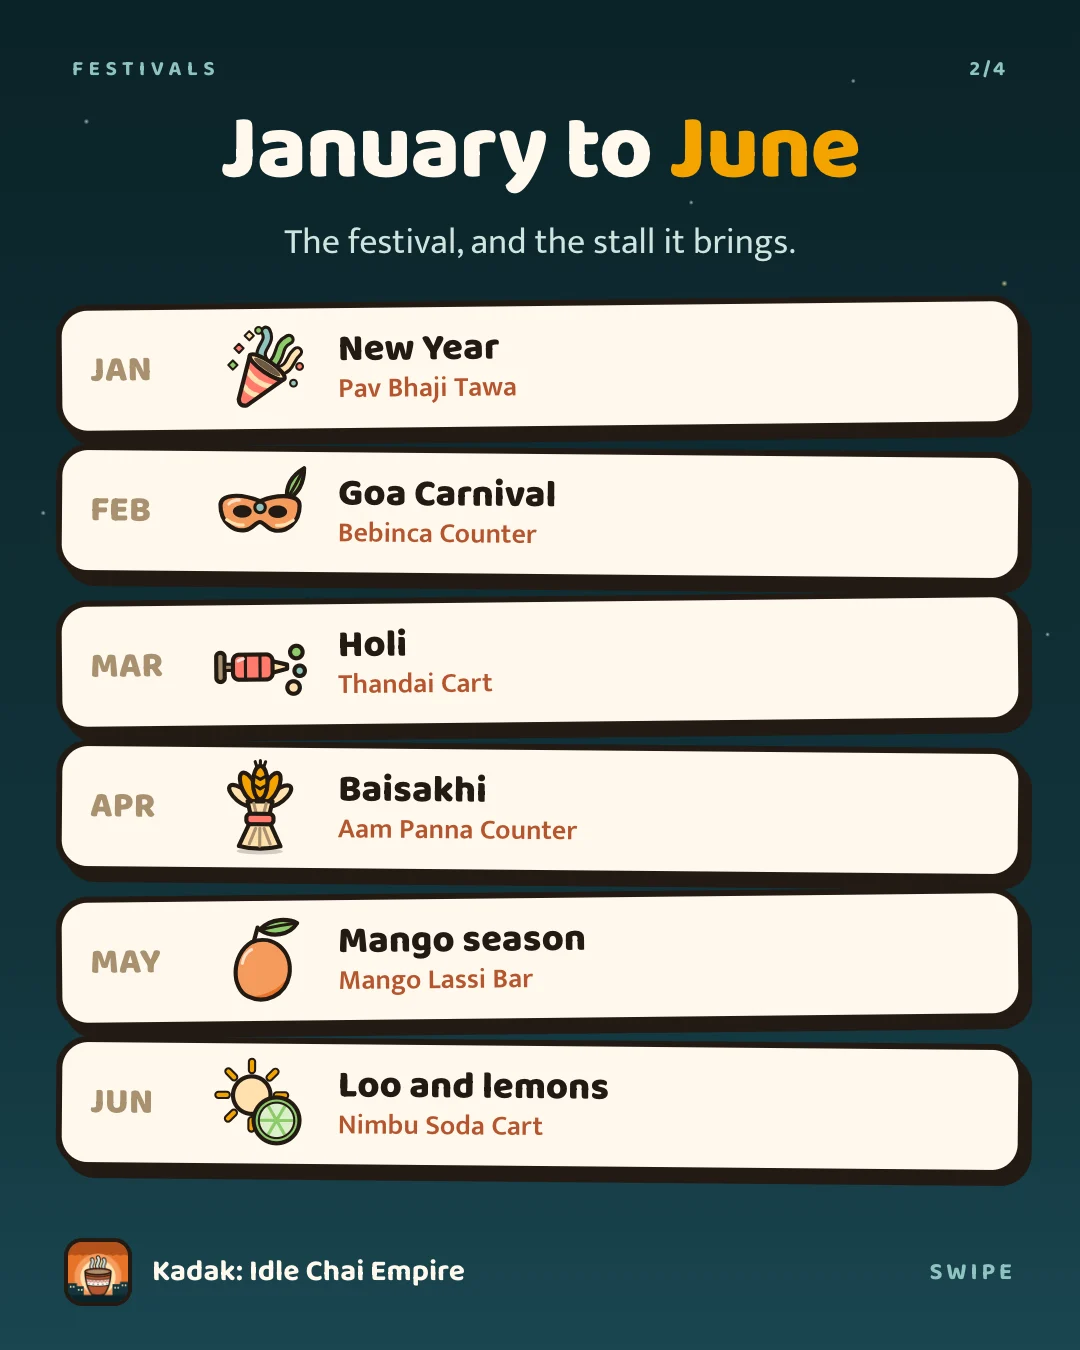 FESTIVALS
2/4
January to June
The festival, and the stall it brings.
JAN
New Year
Pav Bhaji Tawa
FEB
Goa Carnival
Bebinca Counter
MAR
Holi
Thandai Cart
APR
Baisakhi
Aam Panna Counter
MAY
Mango season
Mango Lassi Bar
JUN
Loo and lemons
Nimbu Soda Cart
Kadak: Idle Chai Empire
SWIPE